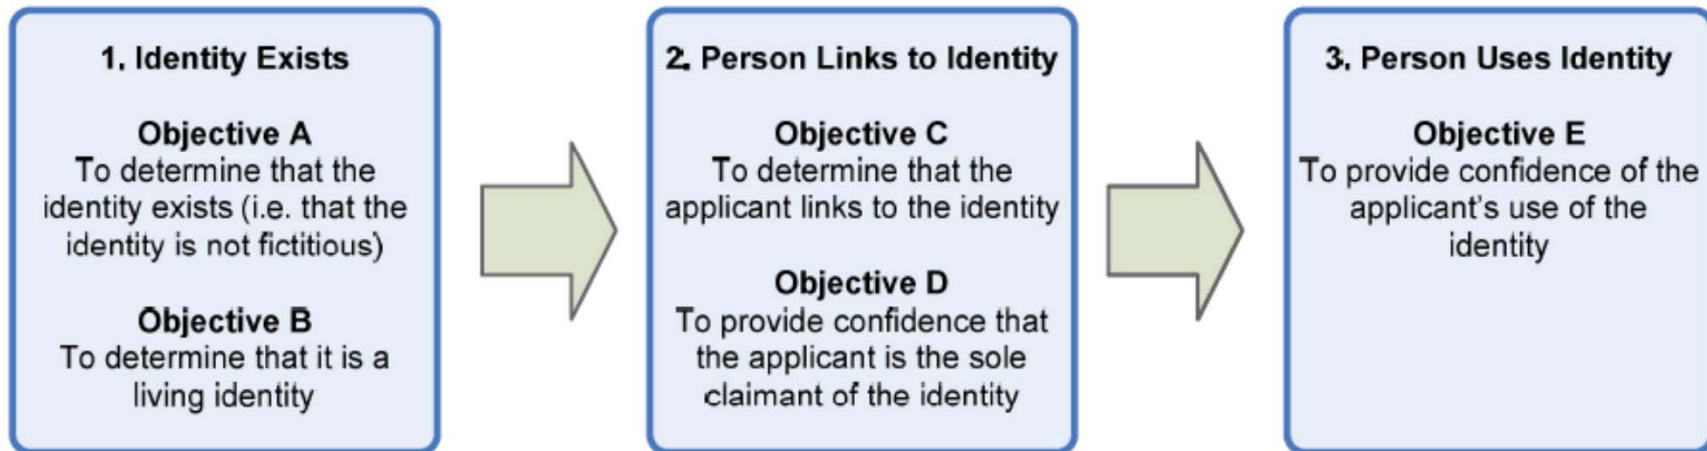 1. Identity Exists
Objective A
To determine that the
identity exists (i.e. that the
identity is not fictitious)
Objective B
To determine that it is a
living identity
2. Person Links to Identity
Objective C
To determine that the
applicant links to the identity
Objective D
To provide confidence that
the applicant is the sole
claimant of the identity
3. Person Uses Identity
Objective E
To provide confidence of the
applicant's use of the
identity